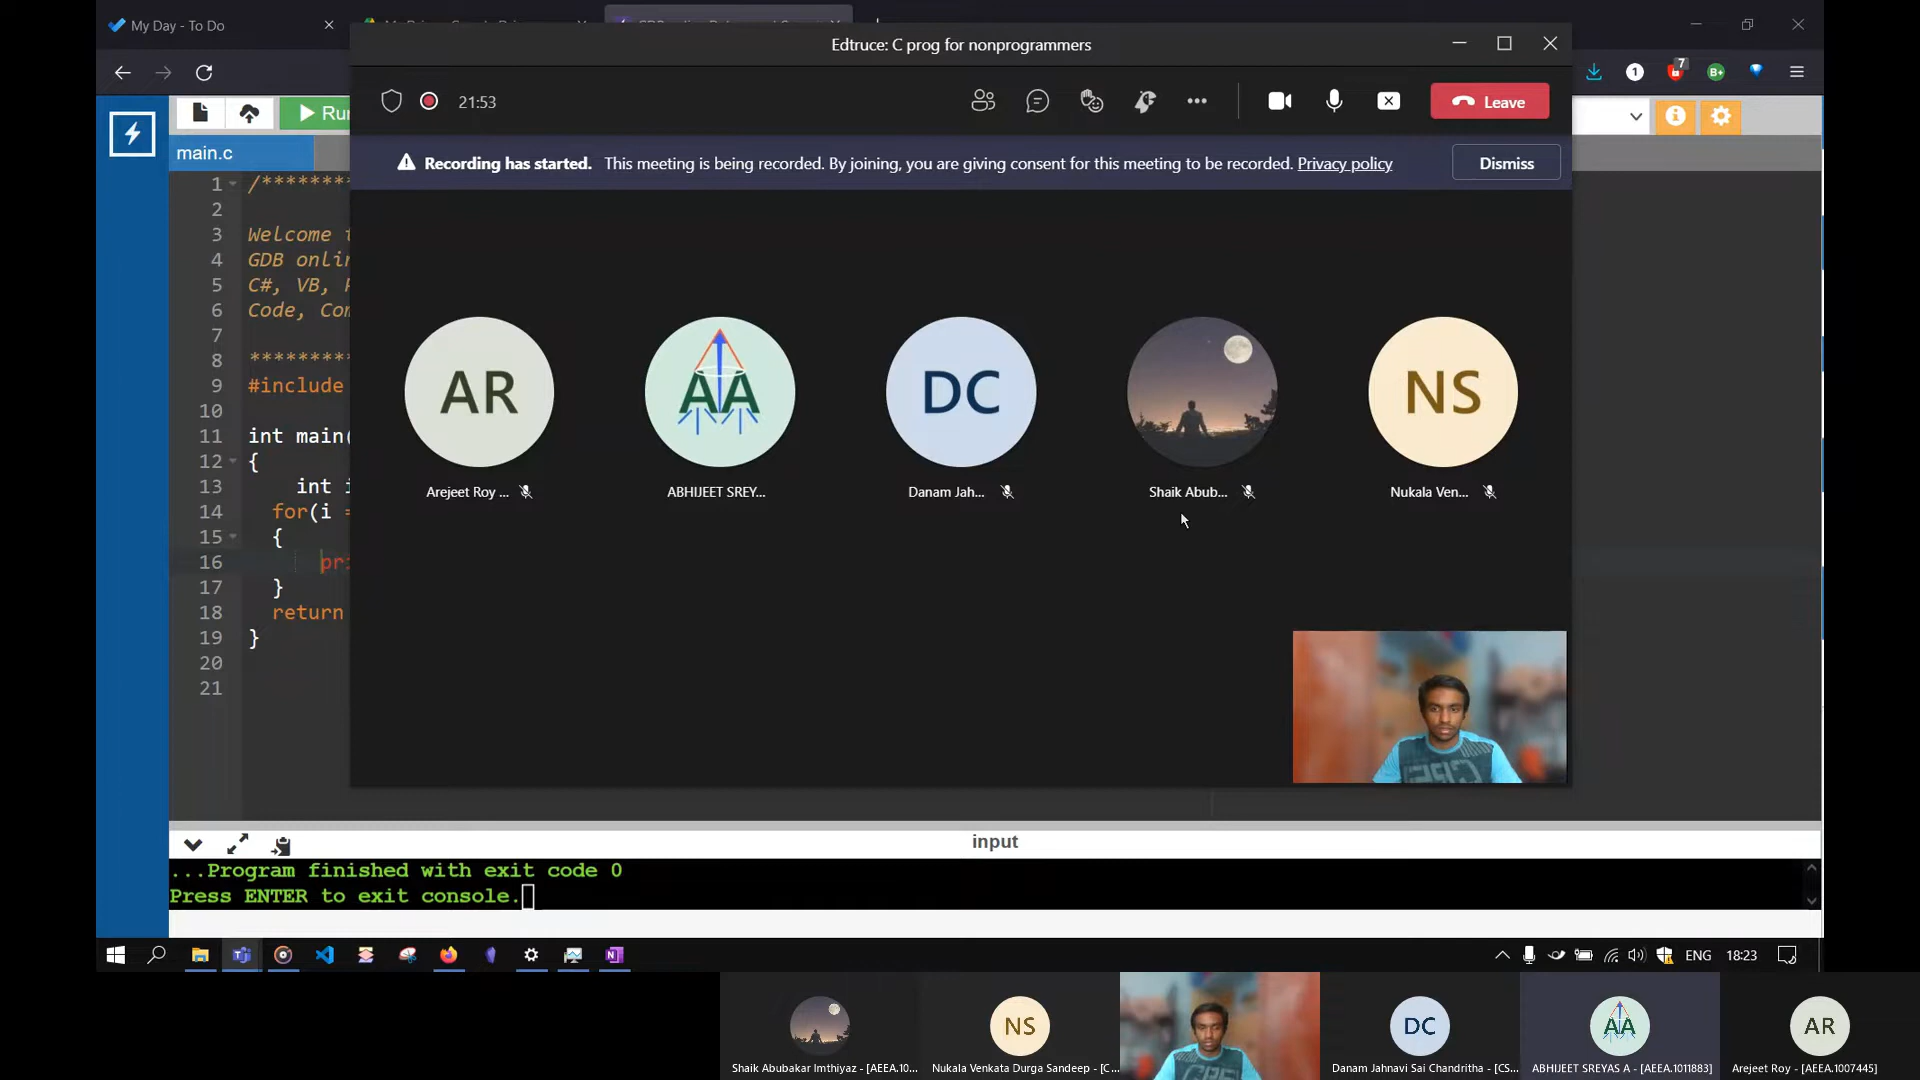 My Day - To Do
Edtruce: C prog for nonprogrammers
1
7
B+
21:53
Leave
Run
main.c
Recording has started. This meeting is being recorded. By joining, you are giving consent for this meeting to be recorded. Privacy policy
Dismiss
1 /********
2
3 Welcome
4 GDB onlin
5 C#, VB,
6 Code, Com
7
8 *********
9 #include
10
11 int main(
12 {
13 int i
14 for(i =
15 {
16 pri
17 }
18 return
19 }
20
21
AR
AA
DC
NS
Arejeet Roy ...
ABHIJEET SREY...
Danam Jah...
Shaik Abub...
Nukala Ven...
input
...Program finished with exit code 0
Press ENTER to exit console.
ENG
18:23
NS
DC
AA
AR
Shaik Abubakar Imthiyaz - [AEEA.10...
Nukala Venkata Durga Sandeep - [C...
Danam Jahnavi Sai Chandritha - [CS...
ABHIJEET SREYAS A - [AEEA.1011883]
Arejeet Roy - [AEEA.1007445]